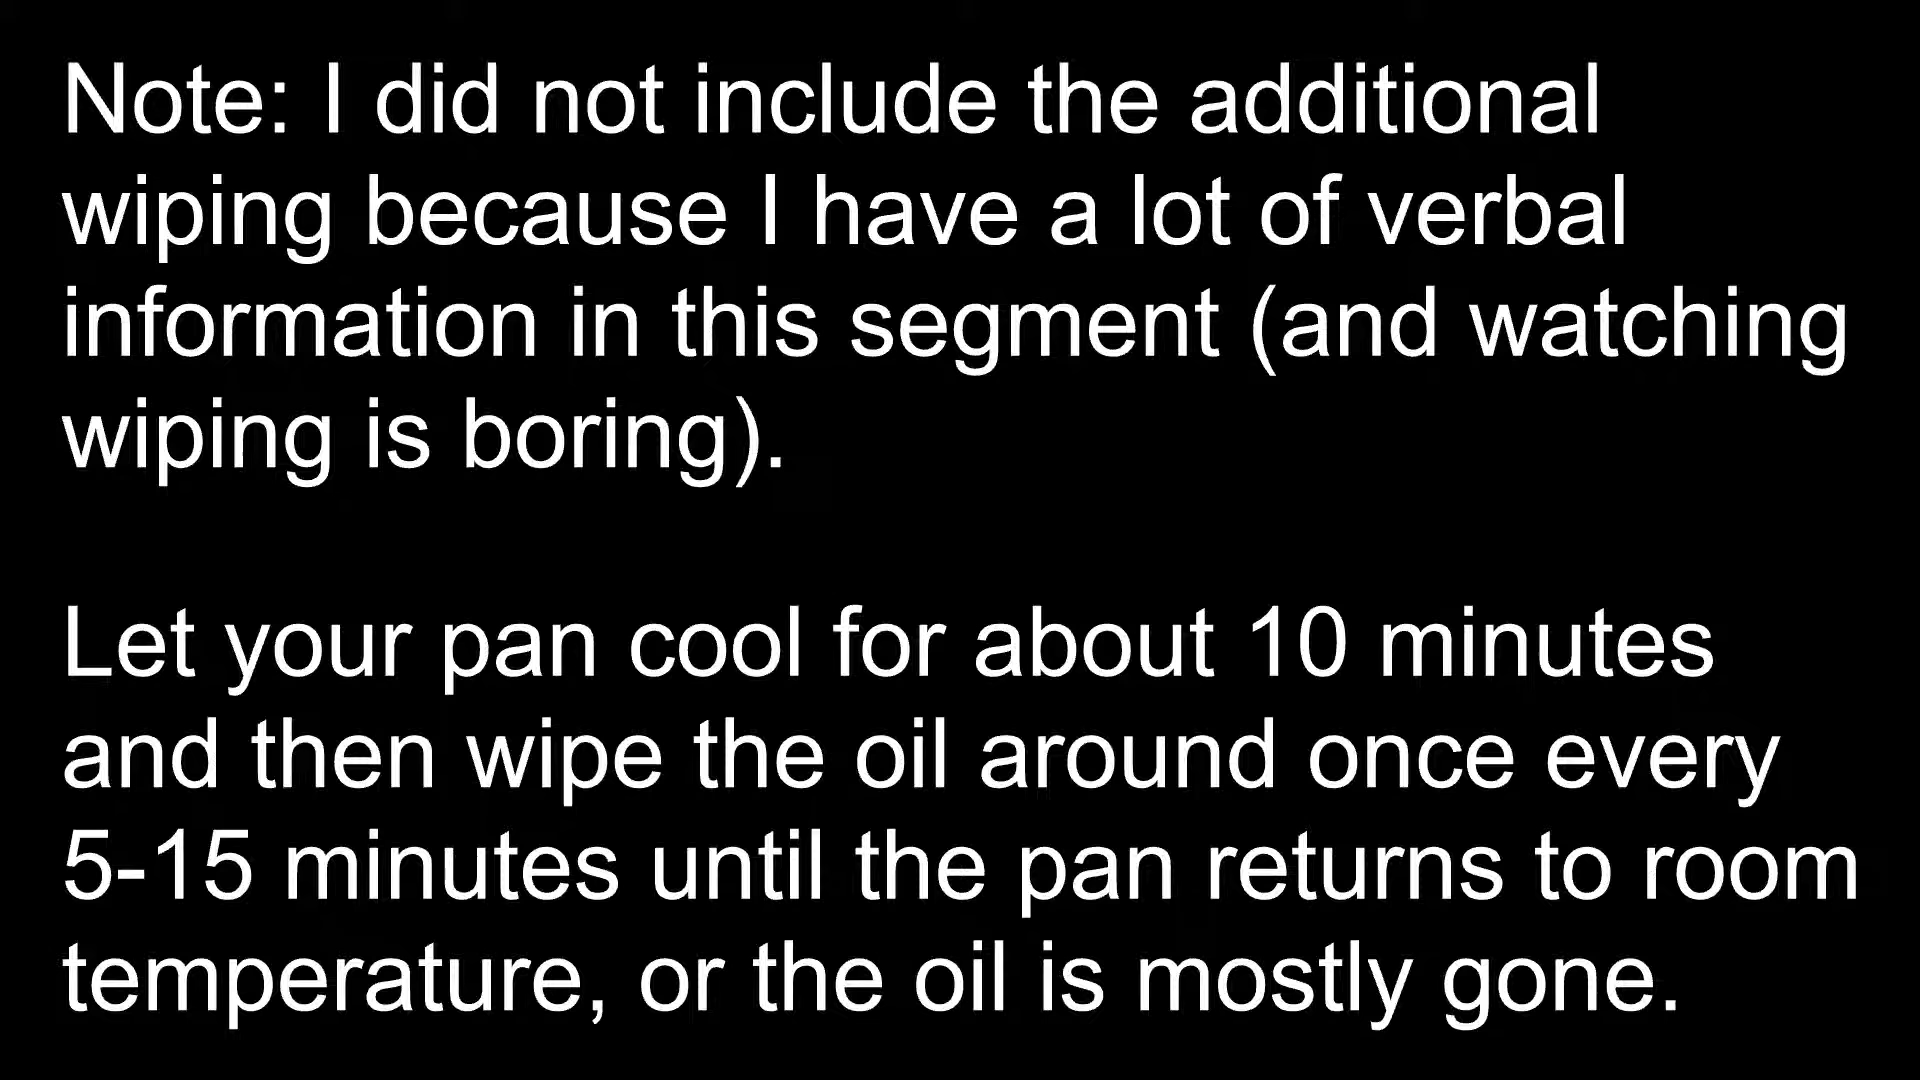 Note: I did not include the additional
wiping because I have a lot of verbal
information in this segment (and watching
wiping is boring).
Let your pan cool for about 10 minutes
and then wipe the oil around once every
5-15 minutes until the pan returns to room
temperature, or the oil is mostly gone.